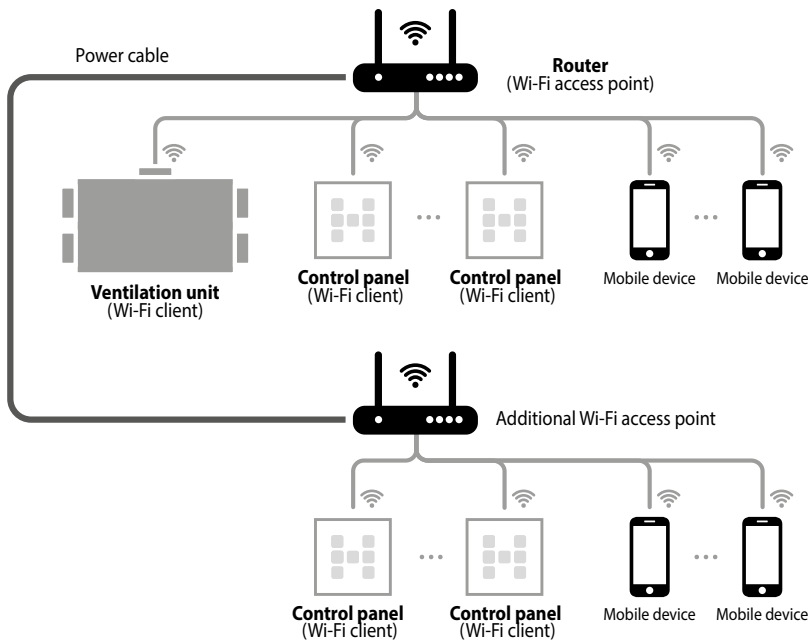 Power cable
Router
(Wi-Fi access point)
Ventilation unit
(Wi-Fi client)
Control panel
(Wi-Fi client)
Control panel
(Wi-Fi client)
Mobile device
Mobile device
Additional Wi-Fi access point
Control panel
(Wi-Fi client)
Control panel
(Wi-Fi client)
Mobile device
Mobile device